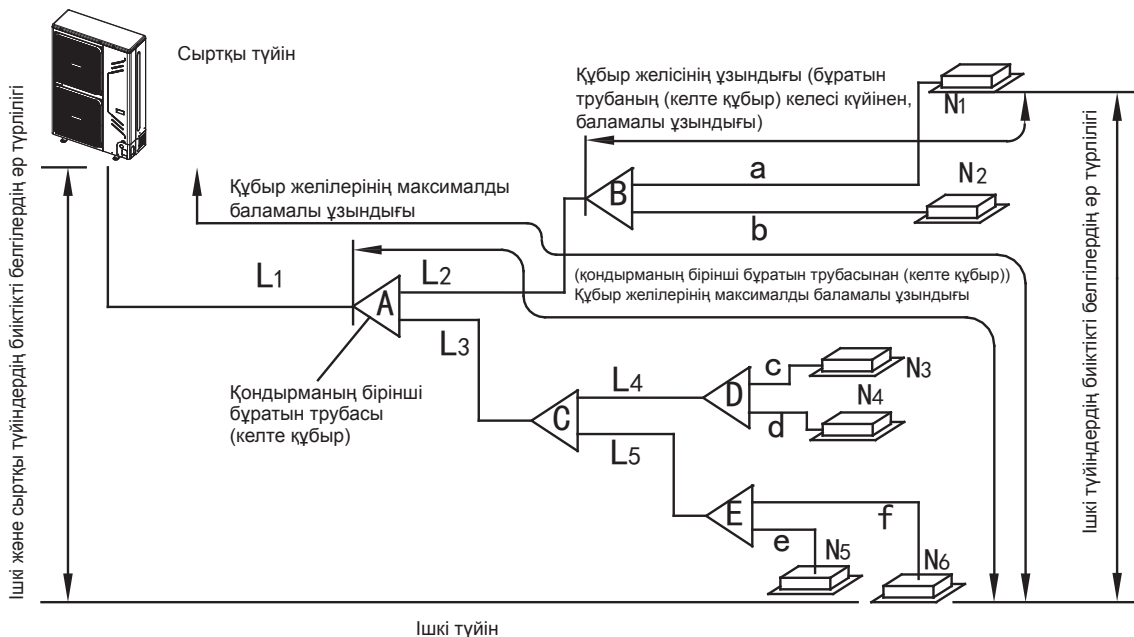 Сыртқы түйін
Құбыр желісінің ұзындығы (бұратын
трубаның (келте құбыр) келесі күйінен,
баламалы ұзындығы)
N1
a
N2
B
b
Құбыр желілерінің максималды
баламалы ұзындығы
L1
L2
A
(қондырманың бірінші бұратын трубасынан (келте құбыр))
Құбыр желілерінің максималды баламалы ұзындығы
L3
Қондырманың бірінші
бұратын трубасы
(келте құбыр)
L4
C
L5
D
c
N3
d
N4
E
f
e
N5
N6
Ішкі түйін
Ішкі және сыртқы түйіндердің биіктікті белгілердің әр түрлілігі
Ішкі түйіндердің биіктікті белгілердің әр түрлілігі